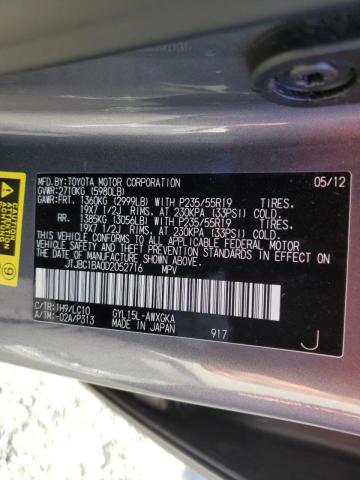 MFD. BY: TOYOTA MOTOR CORPORATION 05/12
GVWR: 2710KG (5980LB)
GAWR: FRT. 1360KG (2999LB) WITH P235/55R19 TIRES.
19X7 1/2J RIMS, AT 230KPA (33PSI) COLD.
RR. 1385KG (3056LB) WITH P235/55R19 TIRES.
19X7 1/2J RIMS, AT 230KPA (33PSI) COLD.
THIS VEHICLE CONFORMS TO ALL APPLICABLE FEDERAL MOTOR
VEHICLE SAFETY STANDARDS IN EFFECT ON THE
DATE OF MANUFACTURE SHOWN ABOVE.
JTJBC1BA0D2052716 MPV
C/TR: 1H9/LC10 GYL15L-AWXGKA
A/TM: -02A/P313 MADE IN JAPAN 917 J
CAUTION